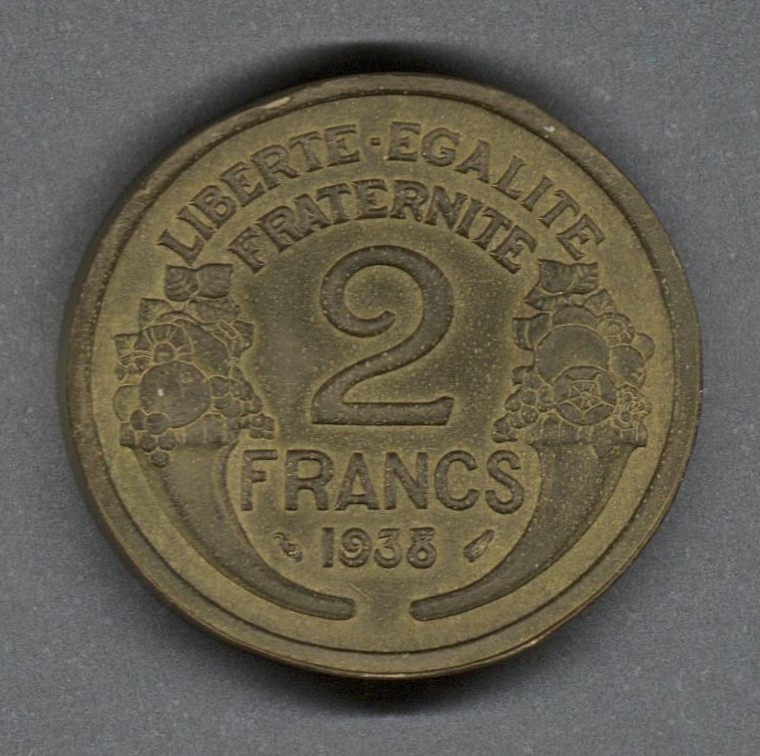 LIBERTE·EGALITE
FRATERNITE
2
FRANCS
1938